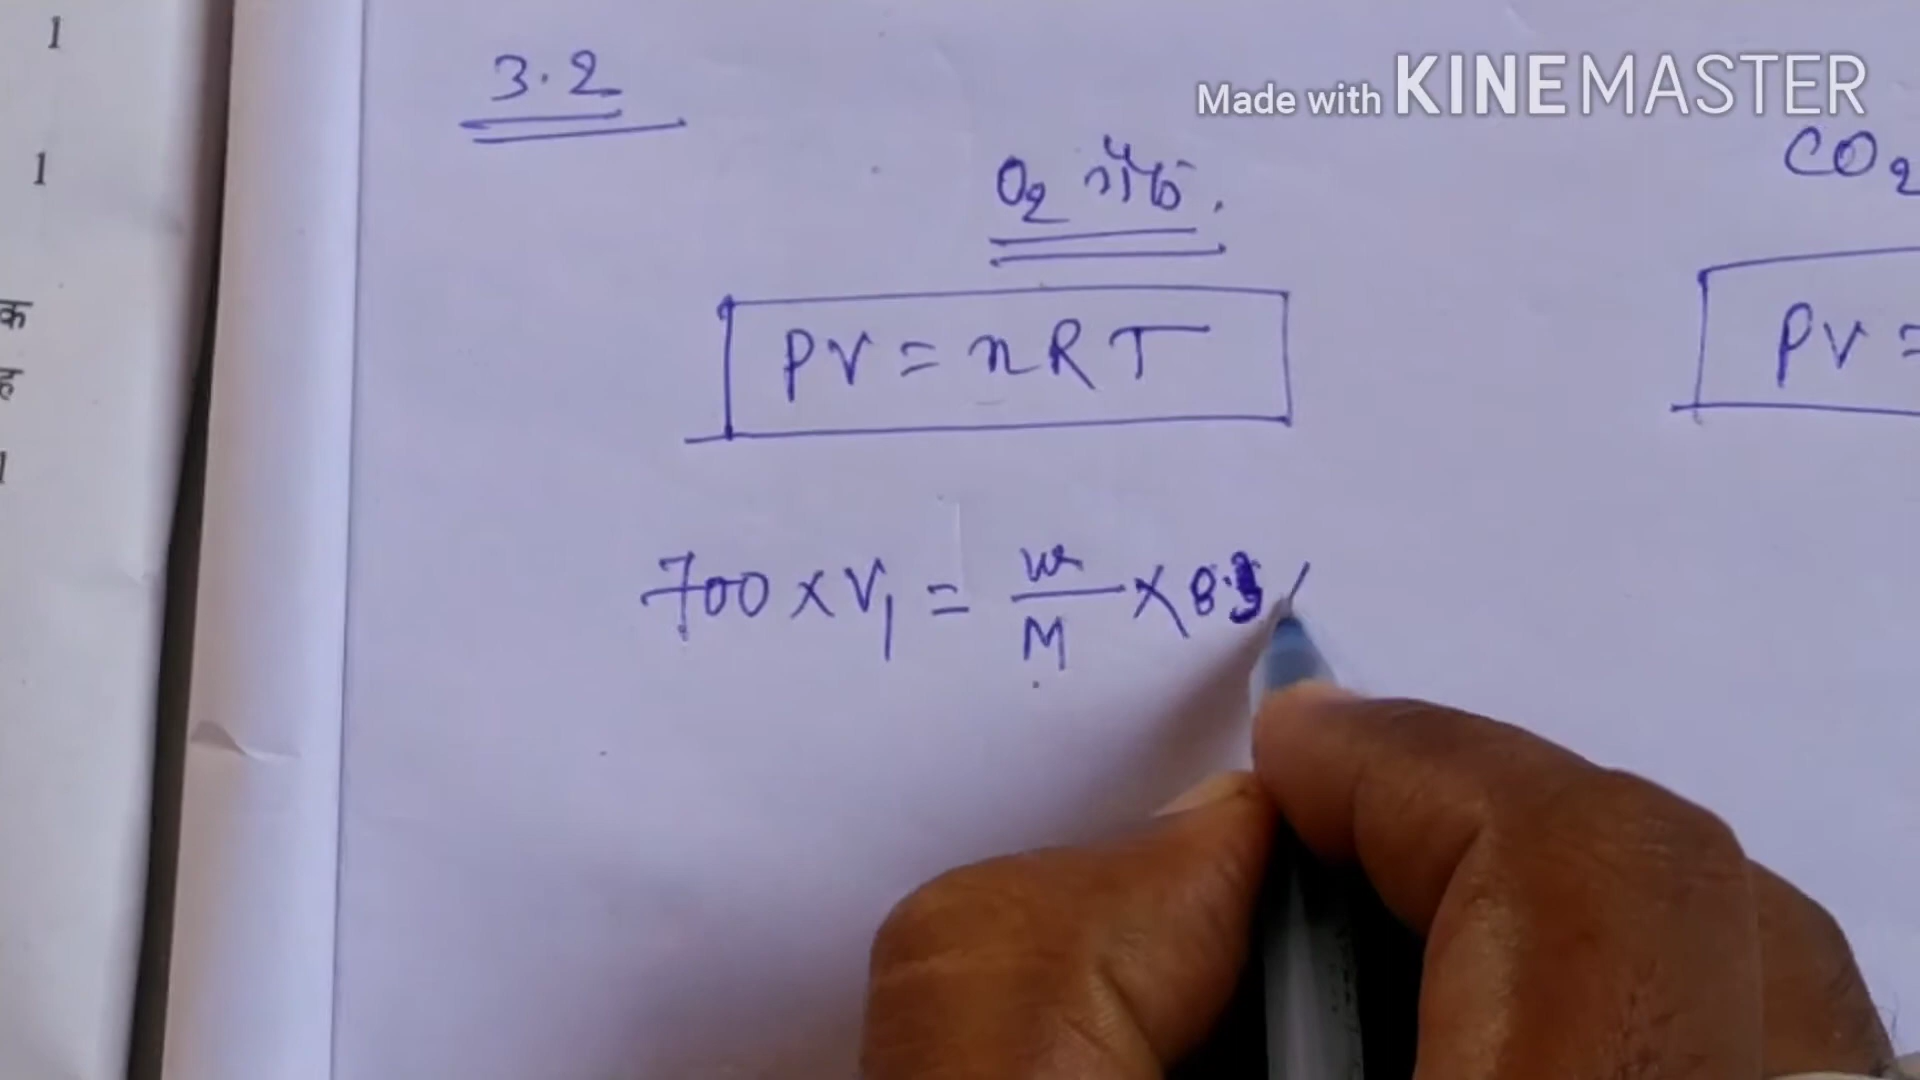 1
1
क
ह
3.2
Made with KINEMASTER
O2 गैस.
CO2
PV = nRT
PV =
700 × V1 = w/M × 8.3